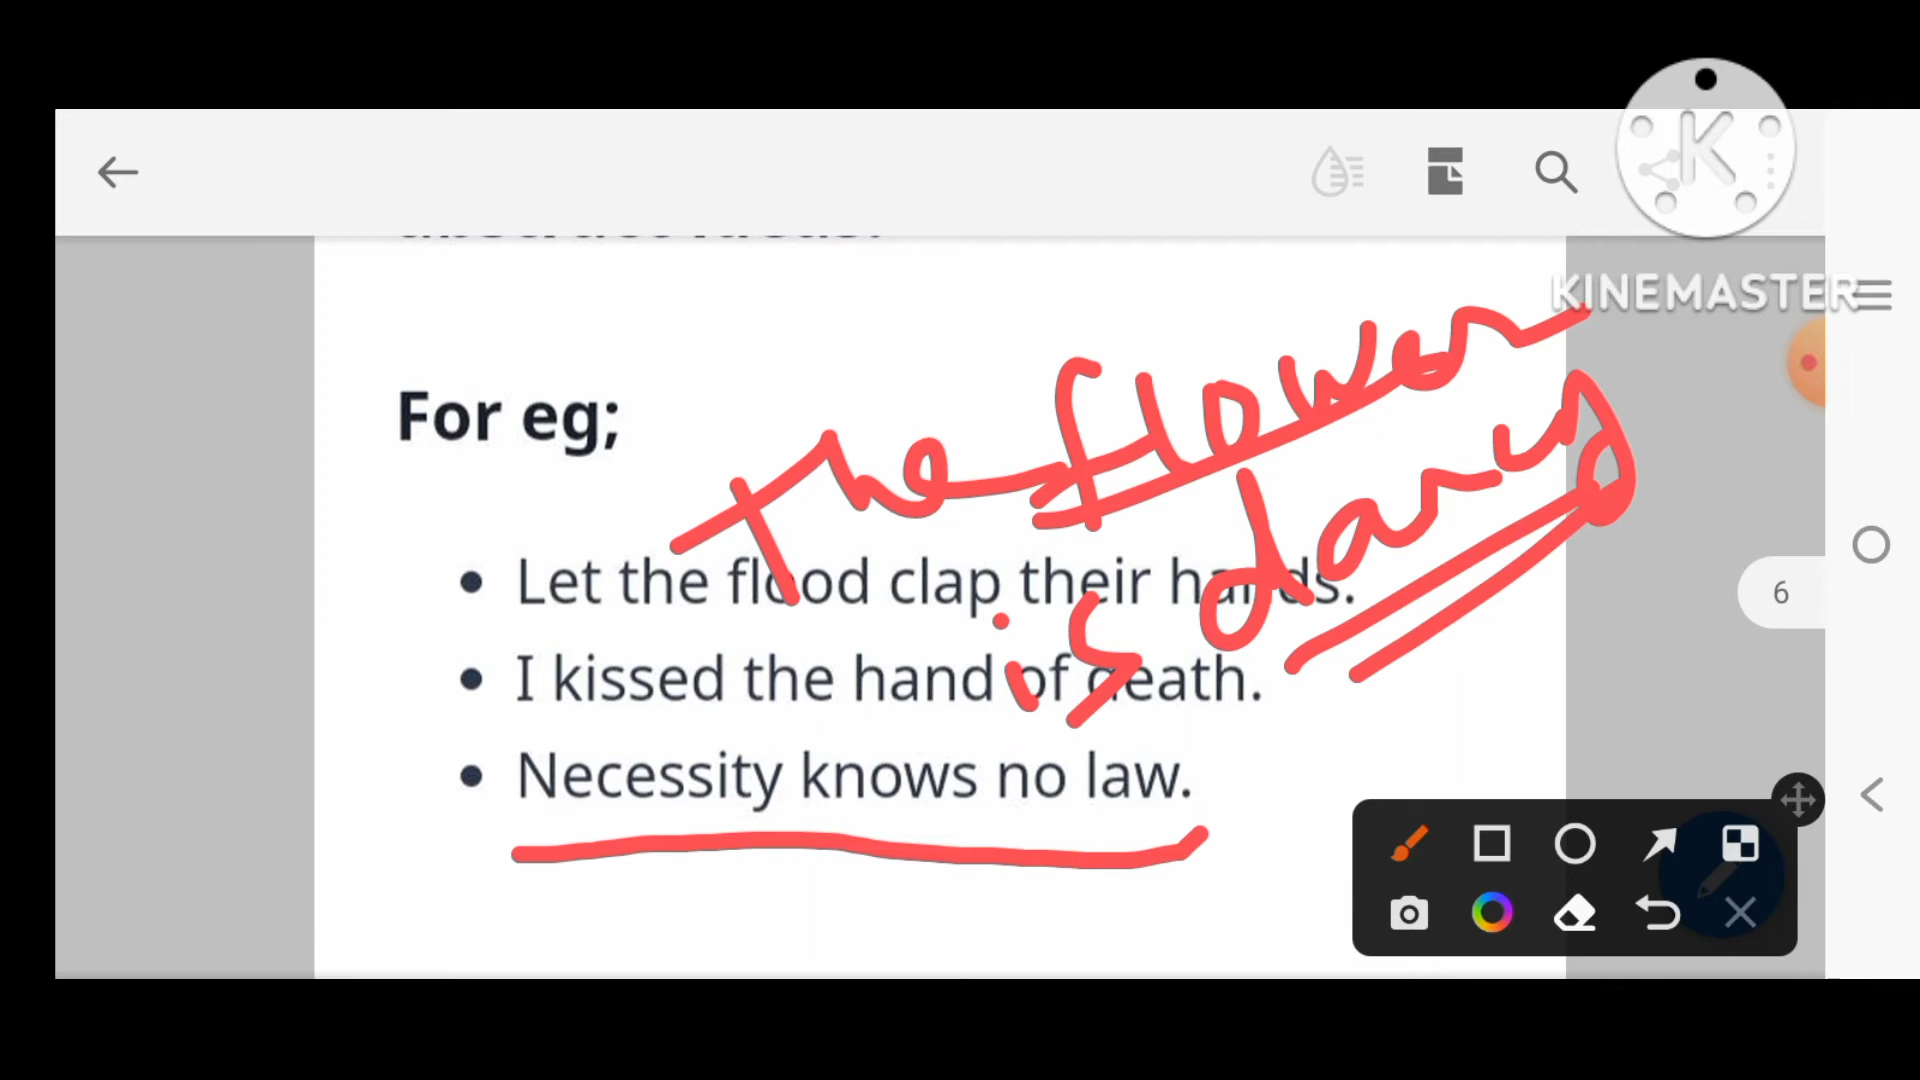 KINEMASTER
For eg;
The flower
is
Let the flood clap their hands.
I kissed the hand of death.
Necessity knows no law.
6